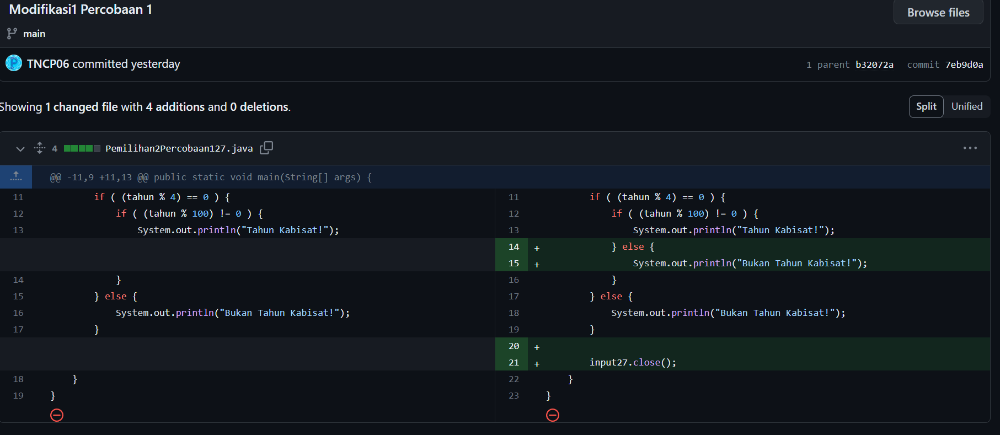 Modifikasi1 Percobaan 1
Browse files
main
TNCP06 committed yesterday
1 parent b32072a commit 7eb9d0a
Showing 1 changed file with 4 additions and 0 deletions.
Split Unified
4 Pemilihan2Percobaan127.java
@@ -11,9 +11,13 @@ public static void main(String[] args) {
11 if ( (tahun % 4) == 0 ) {
12 if ( (tahun % 100) != 0 ) {
13 System.out.println("Tahun Kabisat!");
14 }
15 } else {
16 System.out.println("Bukan Tahun Kabisat!");
17 }
18 }
19 }
11 if ( (tahun % 4) == 0 ) {
12 if ( (tahun % 100) != 0 ) {
13 System.out.println("Tahun Kabisat!");
14 + } else {
15 + System.out.println("Bukan Tahun Kabisat!");
16 }
17 } else {
18 System.out.println("Bukan Tahun Kabisat!");
19 }
20 +
21 + input27.close();
22 }
23 }